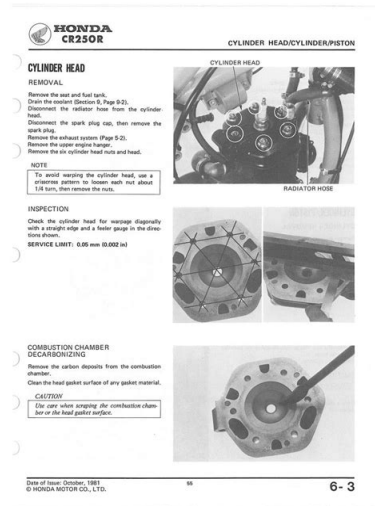 HONDA
CR250R
CYLINDER HEAD/CYLINDER/PISTON
CYLINDER HEAD
REMOVAL
Remove the seat and fuel tank.
Drain the coolant (Section 9, Page 9-2).
Disconnect the radiator hose from the cylinder
head.
Disconnect the spark plug cap, then remove the
spark plug.
Remove the exhaust system (Page 5-2).
Remove the upper engine hanger.
Remove the six cylinder head nuts and head.
NOTE
To avoid warping the cylinder head, use a
crisscross pattern to loosen each nut about
1/4 turn, then remove the nuts.
CYLINDER HEAD
RADIATOR HOSE
INSPECTION
Check the cylinder head for warpage diagonally
with a straight edge and a feeler gauge in the direc-
tions shown.
SERVICE LIMIT: 0.05 mm (0.002 in)
COMBUSTION CHAMBER
DECARBONIZING
Remove the carbon deposits from the combustion
chamber.
Clean the head gasket surface of any gasket material.
CAUTION
Use care when scraping the combustion cham-
ber or the head gasket surface.
Date of Issue: October, 1981
© HONDA MOTOR CO., LTD.
6-3